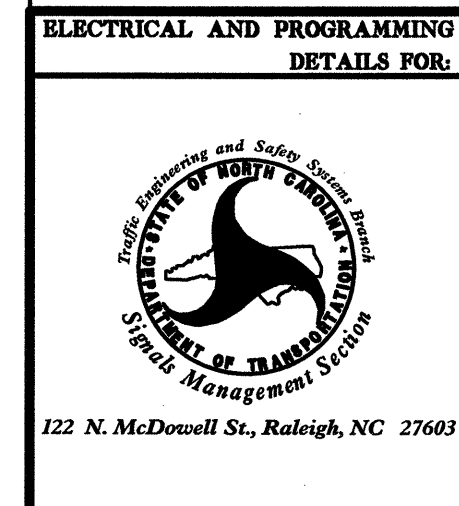 ELECTRICAL AND PROGRAMMING
DETAILS FOR:
Traffic Engineering and Safety Systems Branch
STATE OF NORTH CAROLINA
DEPARTMENT OF TRANSPORTATION
Signals Management Section
122 N. McDowell St., Raleigh, NC 27603